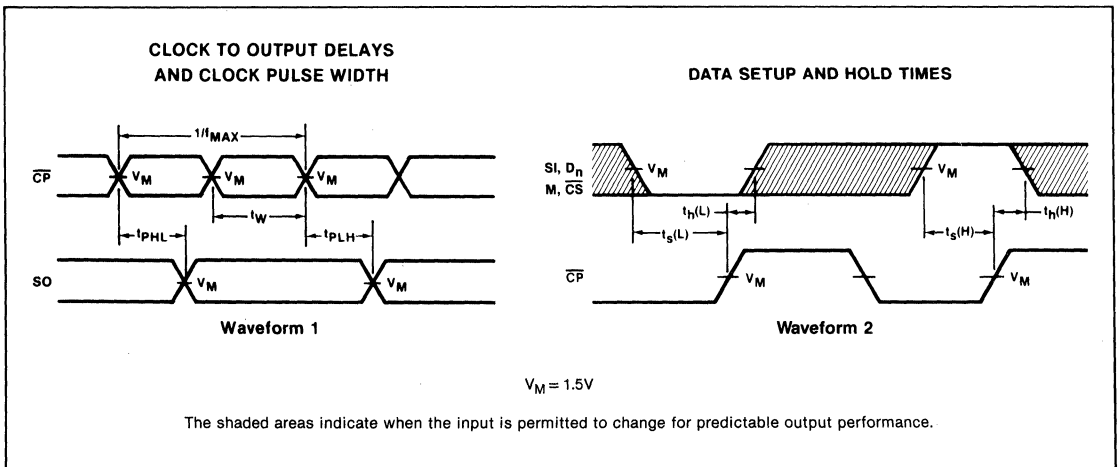 CLOCK TO OUTPUT DELAYS
AND CLOCK PULSE WIDTH
1/fMAX
CP
VM
VM
VM
tW
tPHL
tPLH
SO
VM
VM
Waveform 1
DATA SETUP AND HOLD TIMES
SI, Dn
M, CS
VM
VM
th(L)
th(H)
ts(L)
ts(H)
CP
VM
VM
Waveform 2
VM = 1.5V
The shaded areas indicate when the input is permitted to change for predictable output performance.